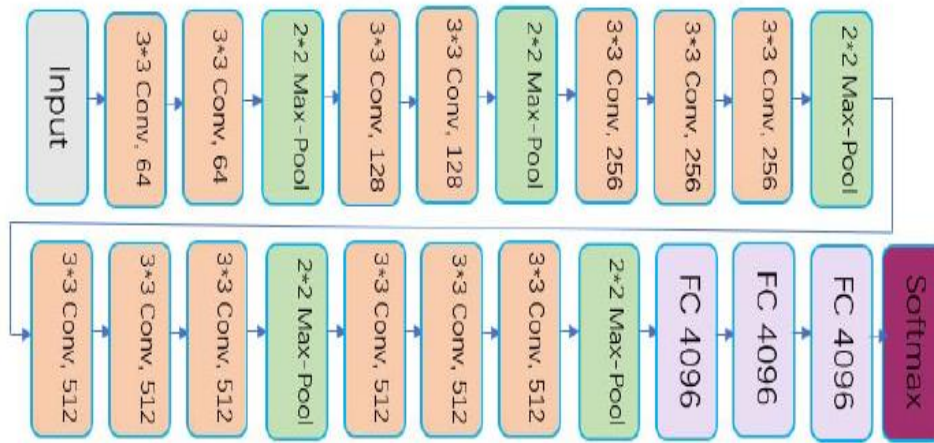 Input
3*3 Conv, 64
3*3 Conv, 64
2*2 Max-Pool
3*3 Conv, 128
3*3 Conv, 128
2*2 Max-Pool
3*3 Conv, 256
3*3 Conv, 256
3*3 Conv, 256
2*2 Max-Pool
3*3 Conv, 512
3*3 Conv, 512
3*3 Conv, 512
2*2 Max-Pool
3*3 Conv, 512
3*3 Conv, 512
3*3 Conv, 512
2*2 Max-Pool
FC 4096
FC 4096
FC 4096
Softmax